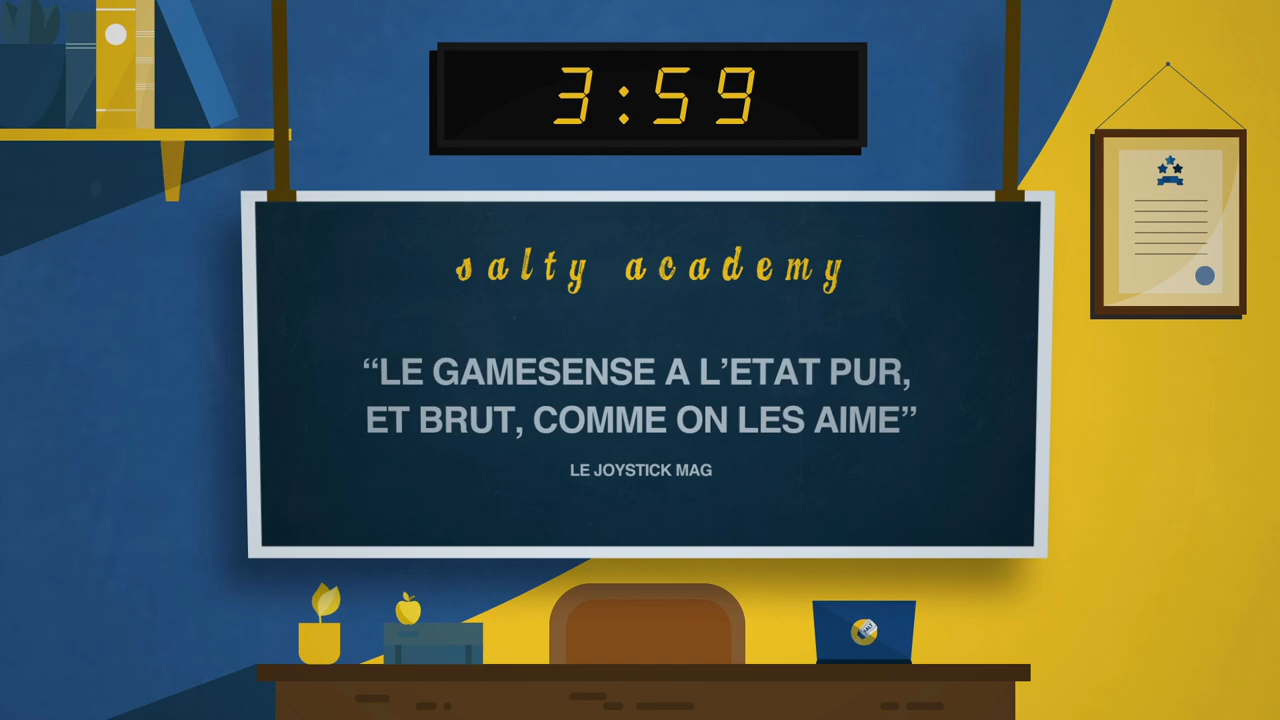 3:59
salty academy
“LE GAMESENSE A L’ETAT PUR,
ET BRUT, COMME ON LES AIME”
LE JOYSTICK MAG